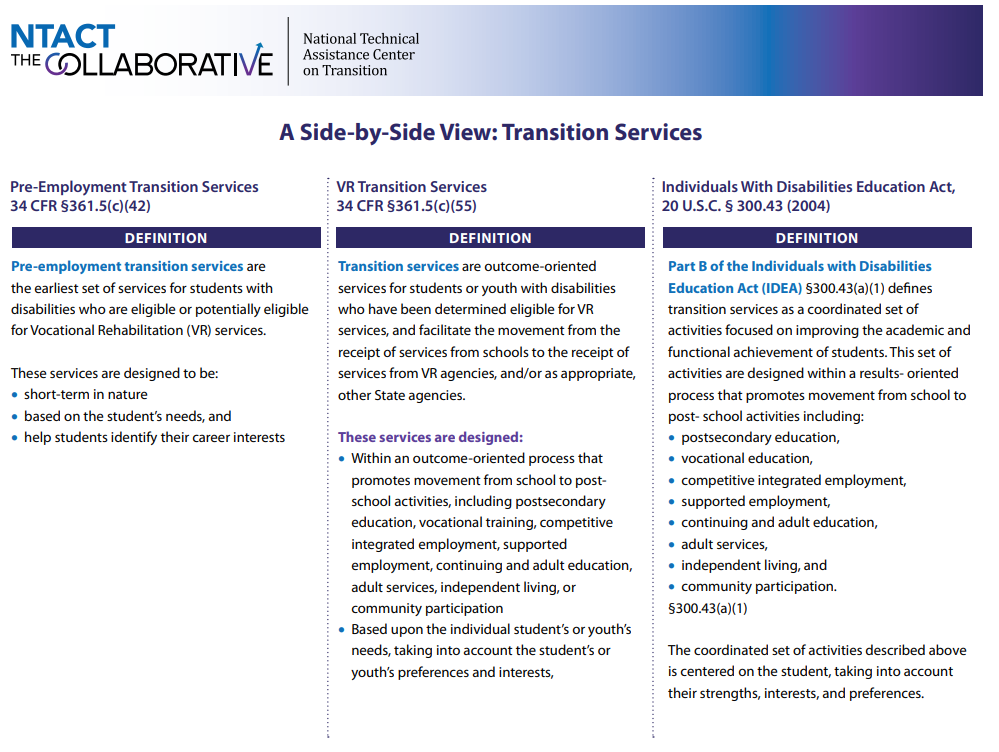 NTACT
THE COLLABORATIVE
National Technical
Assistance Center
on Transition
A Side-by-Side View: Transition Services
Pre-Employment Transition Services
34 CFR §361.5(c)(42)
DEFINITION
Pre-employment transition services are
the earliest set of services for students with
disabilities who are eligible or potentially eligible
for Vocational Rehabilitation (VR) services.
These services are designed to be:
• short-term in nature
• based on the student's needs, and
• help students identify their career interests
VR Transition Services
34 CFR §361.5(c)(55)
DEFINITION
Transition services are outcome-oriented
services for students or youth with disabilities
who have been determined eligible for VR
services, and facilitate the movement from the
receipt of services from schools to the receipt of
services from VR agencies, and/or as appropriate,
other State agencies.
These services are designed:
• Within an outcome-oriented process that
promotes movement from school to post-
school activities, including postsecondary
education, vocational training, competitive
integrated employment, supported
employment, continuing and adult education,
adult services, independent living, or
community participation
• Based upon the individual student's or youth's
needs, taking into account the student's or
youth's preferences and interests,
Individuals With Disabilities Education Act,
20 U.S.C. § 300.43 (2004)
DEFINITION
Part B of the Individuals with Disabilities
Education Act (IDEA) §300.43(a)(1) defines
transition services as a coordinated set of
activities focused on improving the academic and
functional achievement of students. This set of
activities are designed within a results- oriented
process that promotes movement from school to
post- school activities including:
• postsecondary education,
• vocational education,
• competitive integrated employment,
• supported employment,
• continuing and adult education,
• adult services,
• independent living, and
• community participation.
§300.43(a)(1)
The coordinated set of activities described above
is centered on the student, taking into account
their strengths, interests, and preferences.